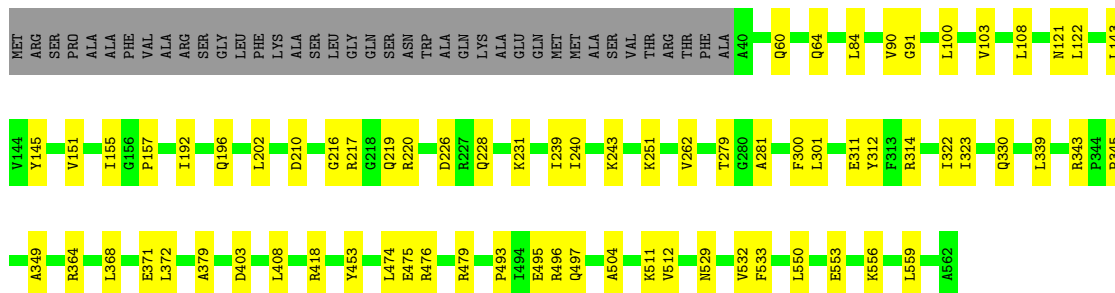 MET ARG SER PRO ALA ALA PHE VAL ALA ARG SER GLY LEU PHE LYS ALA SER LEU GLY GLN SER ASN TRP ALA GLN LYS ALA GLU GLN MET MET ALA SER VAL THR ARG THR PHE ALA A40 Q60 Q64 L84 V90 G91 L100 V103 L108 N121 L122 L143
V144 Y145 V151 I155 G156 P157 I192 Q196 L202 D210 G216 R217 G218 Q219 R220 D226 R227 Q228 K231 I239 I240 K243 K251 V262 T279 G280 A281 F300 L301 E311 Y312 F313 R314 I322 I323 Q330 L339 R343 P344 R345
A349 R364 L368 E371 L372 A379 D403 L408 R418 Y453 L474 E475 R476 R479 P493 I494 E495 R496 Q497 A504 K511 V512 N529 V532 F533 L550 E553 K556 L559 A562